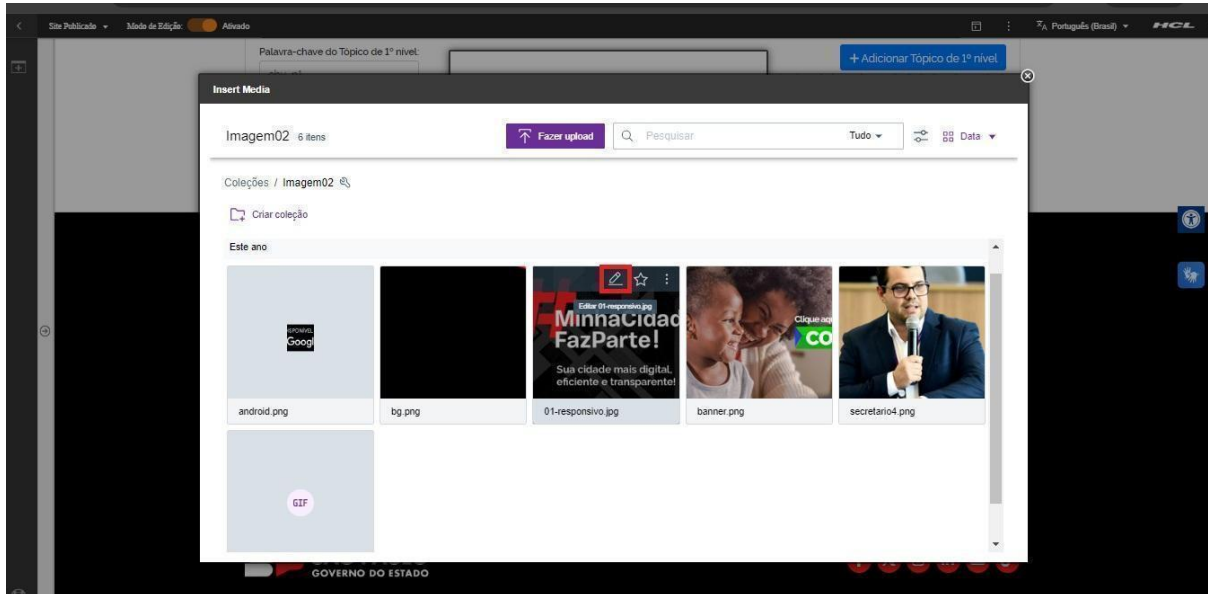 Site Publicado
Modo de Edição:
Ativado
Português (Brasil)
HCL
Palavra-chave do Tópico de 1º nível:
+ Adicionar Tópico de 1º nível
Insert Media
Imagem02 6 itens
Fazer upload
Pesquisar
Tudo
Data
Coleções / Imagem02
Criar coleção
Este ano
Googl
Editar 01-responsivo.jpg
#MinhaCidad
FazParte!
Sua cidade mais digital,
eficiente e transparente!
Clique aq
CO
android.png
bg.png
01-responsivo.jpg
banner.png
secretario4.png
GIF
GOVERNO DO ESTADO